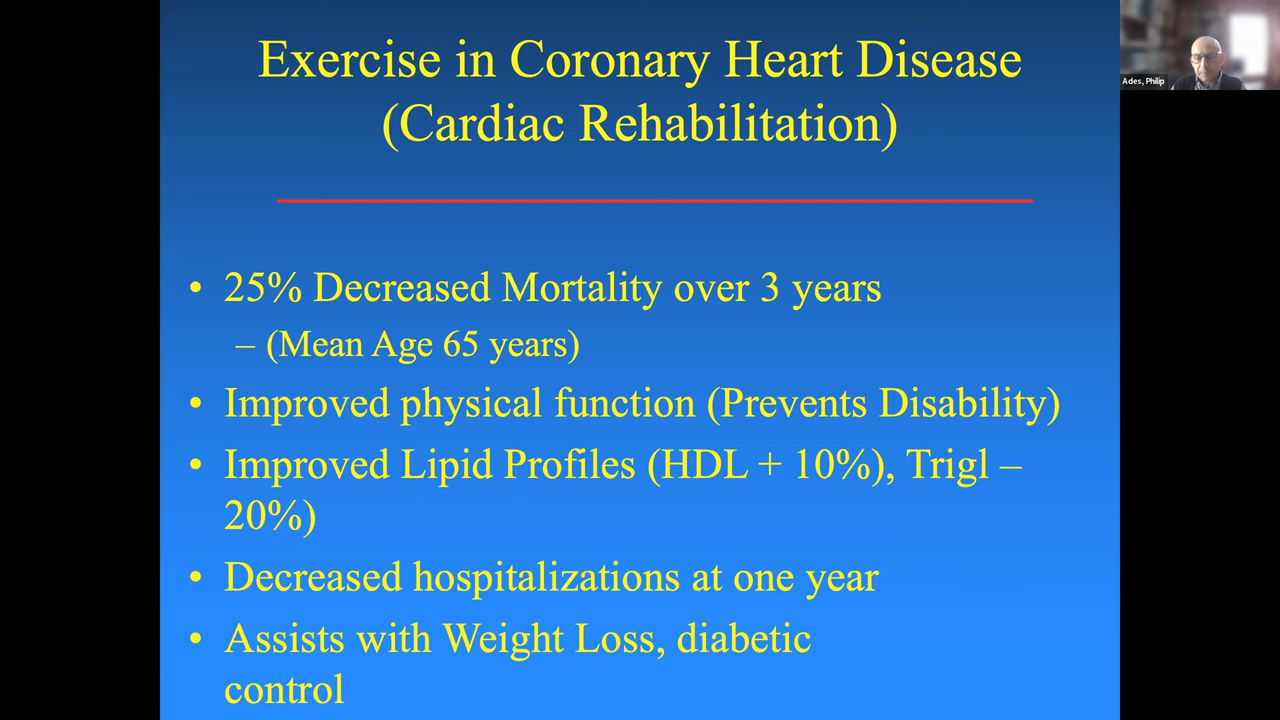 Exercise in Coronary Heart Disease
(Cardiac Rehabilitation)
Ades, Philip
• 25% Decreased Mortality over 3 years
– (Mean Age 65 years)
• Improved physical function (Prevents Disability)
• Improved Lipid Profiles (HDL + 10%), Trigl –
20%)
• Decreased hospitalizations at one year
• Assists with Weight Loss, diabetic
control